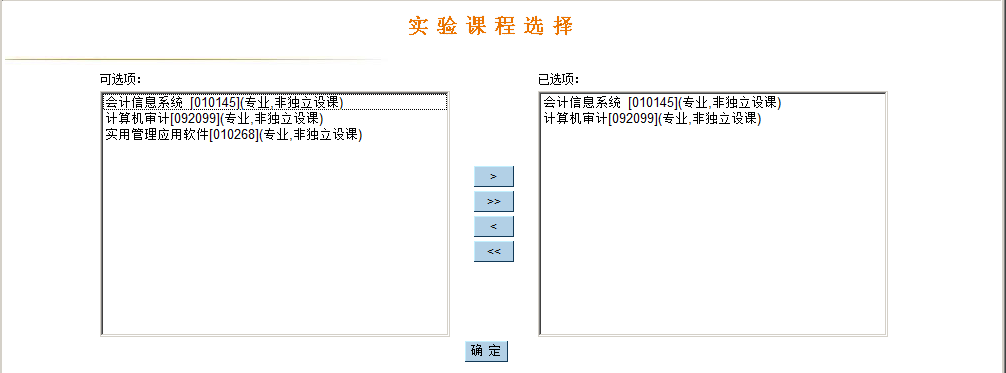 实验课程选择
可选项:
会计信息系统 [010145](专业,非独立设课)
计算机审计[092099](专业,非独立设课)
实用管理应用软件[010268](专业,非独立设课)
>
>>
<
<<
已选项:
会计信息系统 [010145](专业,非独立设课)
计算机审计[092099](专业,非独立设课)
确 定